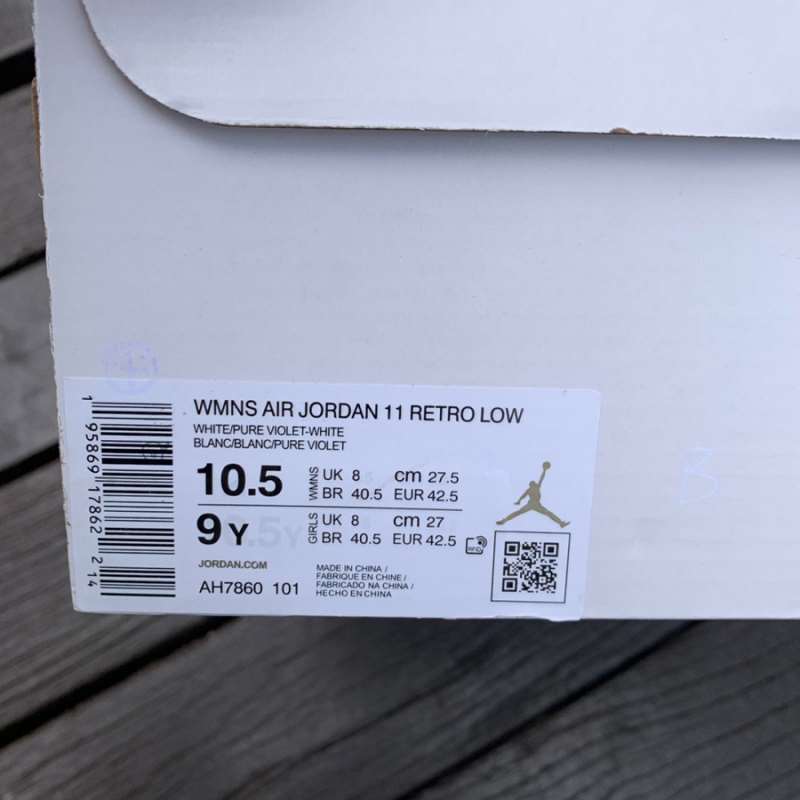 WMNS AIR JORDAN 11 RETRO LOW
WHITE/PURE VIOLET-WHITE
BLANC/BLANC/PURE VIOLET
10.5 WMNS UK 8 cm 27.5
BR 40.5 EUR 42.5
9Y GIRLS UK 8 cm 27
BR 40.5 EUR 42.5
RFID
JORDAN.COM
AH7860 101
MADE IN CHINA /
FABRIQUE EN CHINE /
FABRICADO NA CHINA /
HECHO EN CHINA
1 95869 17862 2 14